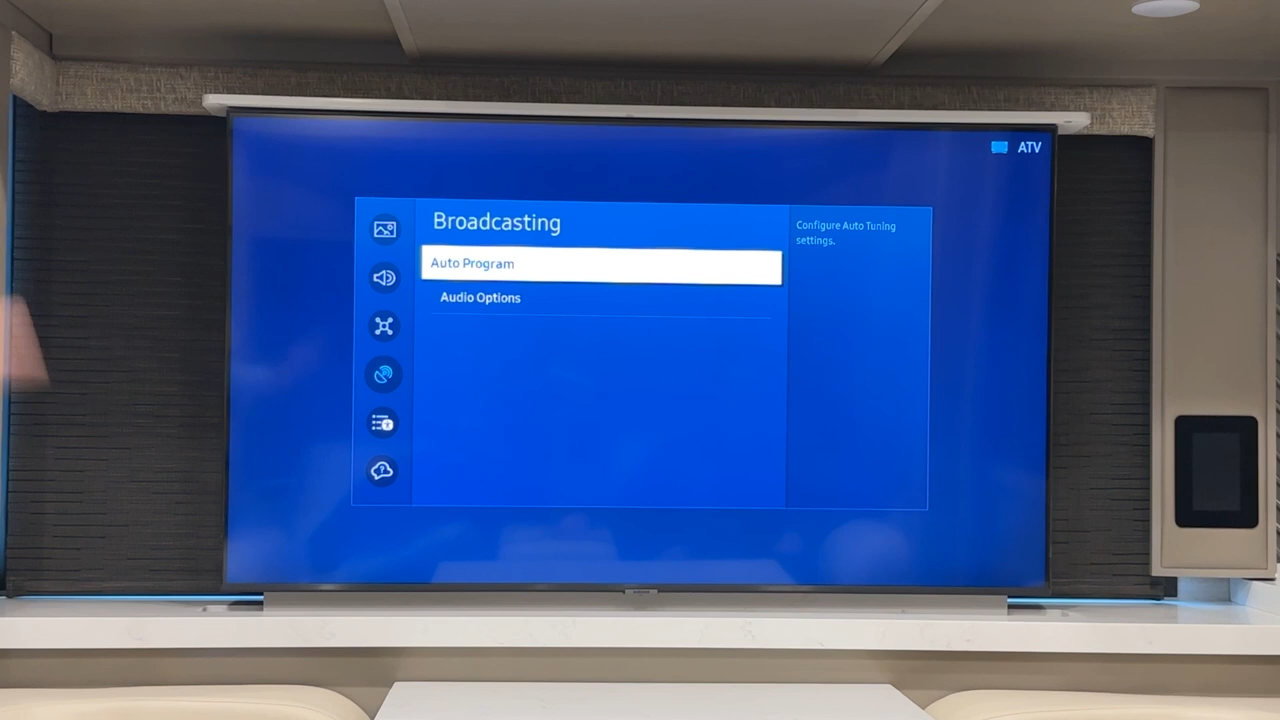 ATV
Broadcasting
Auto Program
Audio Options
Configure Auto Tuning
settings.